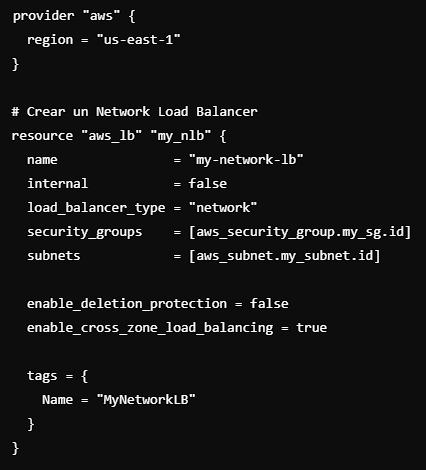 provider "aws" {
  region = "us-east-1"
}

# Crear un Network Load Balancer
resource "aws_lb" "my_nlb" {
  name               = "my-network-lb"
  internal           = false
  load_balancer_type = "network"
  security_groups    = [aws_security_group.my_sg.id]
  subnets            = [aws_subnet.my_subnet.id]

  enable_deletion_protection = false
  enable_cross_zone_load_balancing = true

  tags = {
    Name = "MyNetworkLB"
  }
}